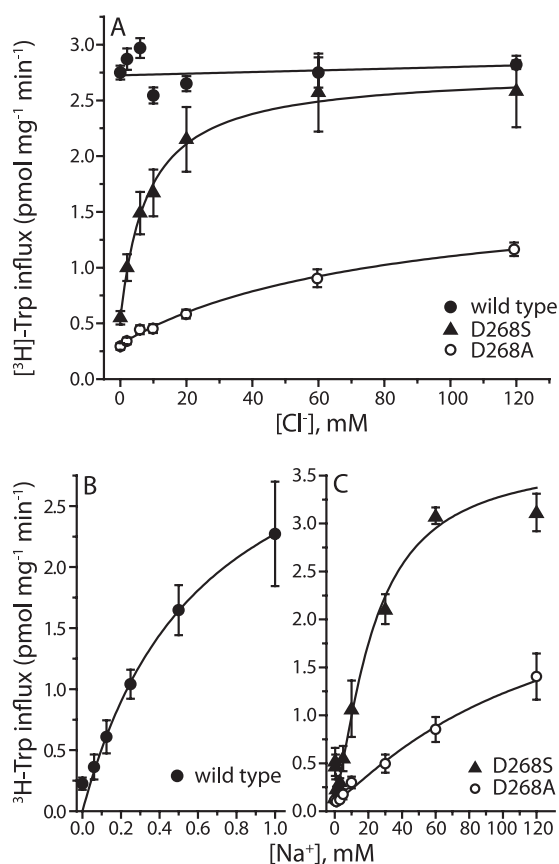 A
[³H]-Trp influx (pmol mg⁻¹ min⁻¹)
3.0
2.5
2.0
1.5
1.0
0.5
0.0
wild type
D268S
D268A
0 20 40 60 80 100 120
[Cl⁻], mM
B
³H-Trp influx (pmol mg⁻¹ min⁻¹)
2.5
2.0
1.5
1.0
0.5
0.0
wild type
0.0 0.2 0.4 0.6 0.8 1.0
C
3.5
3.0
2.5
2.0
1.5
1.0
0.5
0.0
D268S
D268A
0 20 40 60 80 100 120
[Na⁺], mM